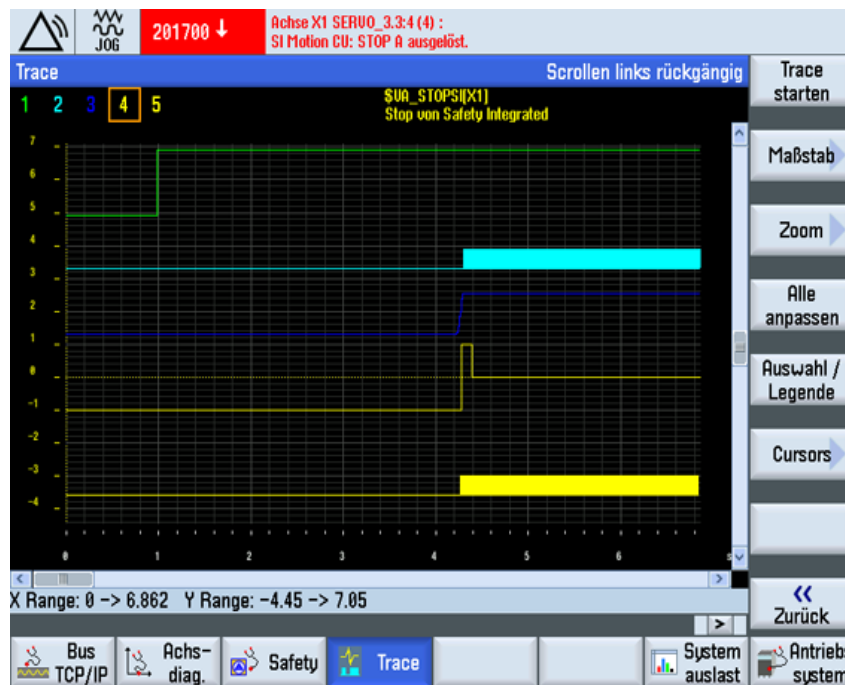 JOG
201700
Achse X1 SERVO_3.3:4 (4) :
SI Motion CU: STOP A ausgelöst.
Trace
Scrollen links rückgängig
1 2 3 4 5
$VA_STOPSI[X1]
Stop von Safety Integrated
7
6
5
4
3
2
1
0
-1
-2
-3
-4
0 1 2 3 4 5 6 s
X Range: 0 -> 6.862 Y Range: -4.45 -> 7.05
Trace
starten
Maßstab
Zoom
Alle
anpassen
Auswahl /
Legende
Cursors
Zurück
Bus
TCP/IP
Achs-
diag.
Safety
Trace
System
auslast
Antriebs
system